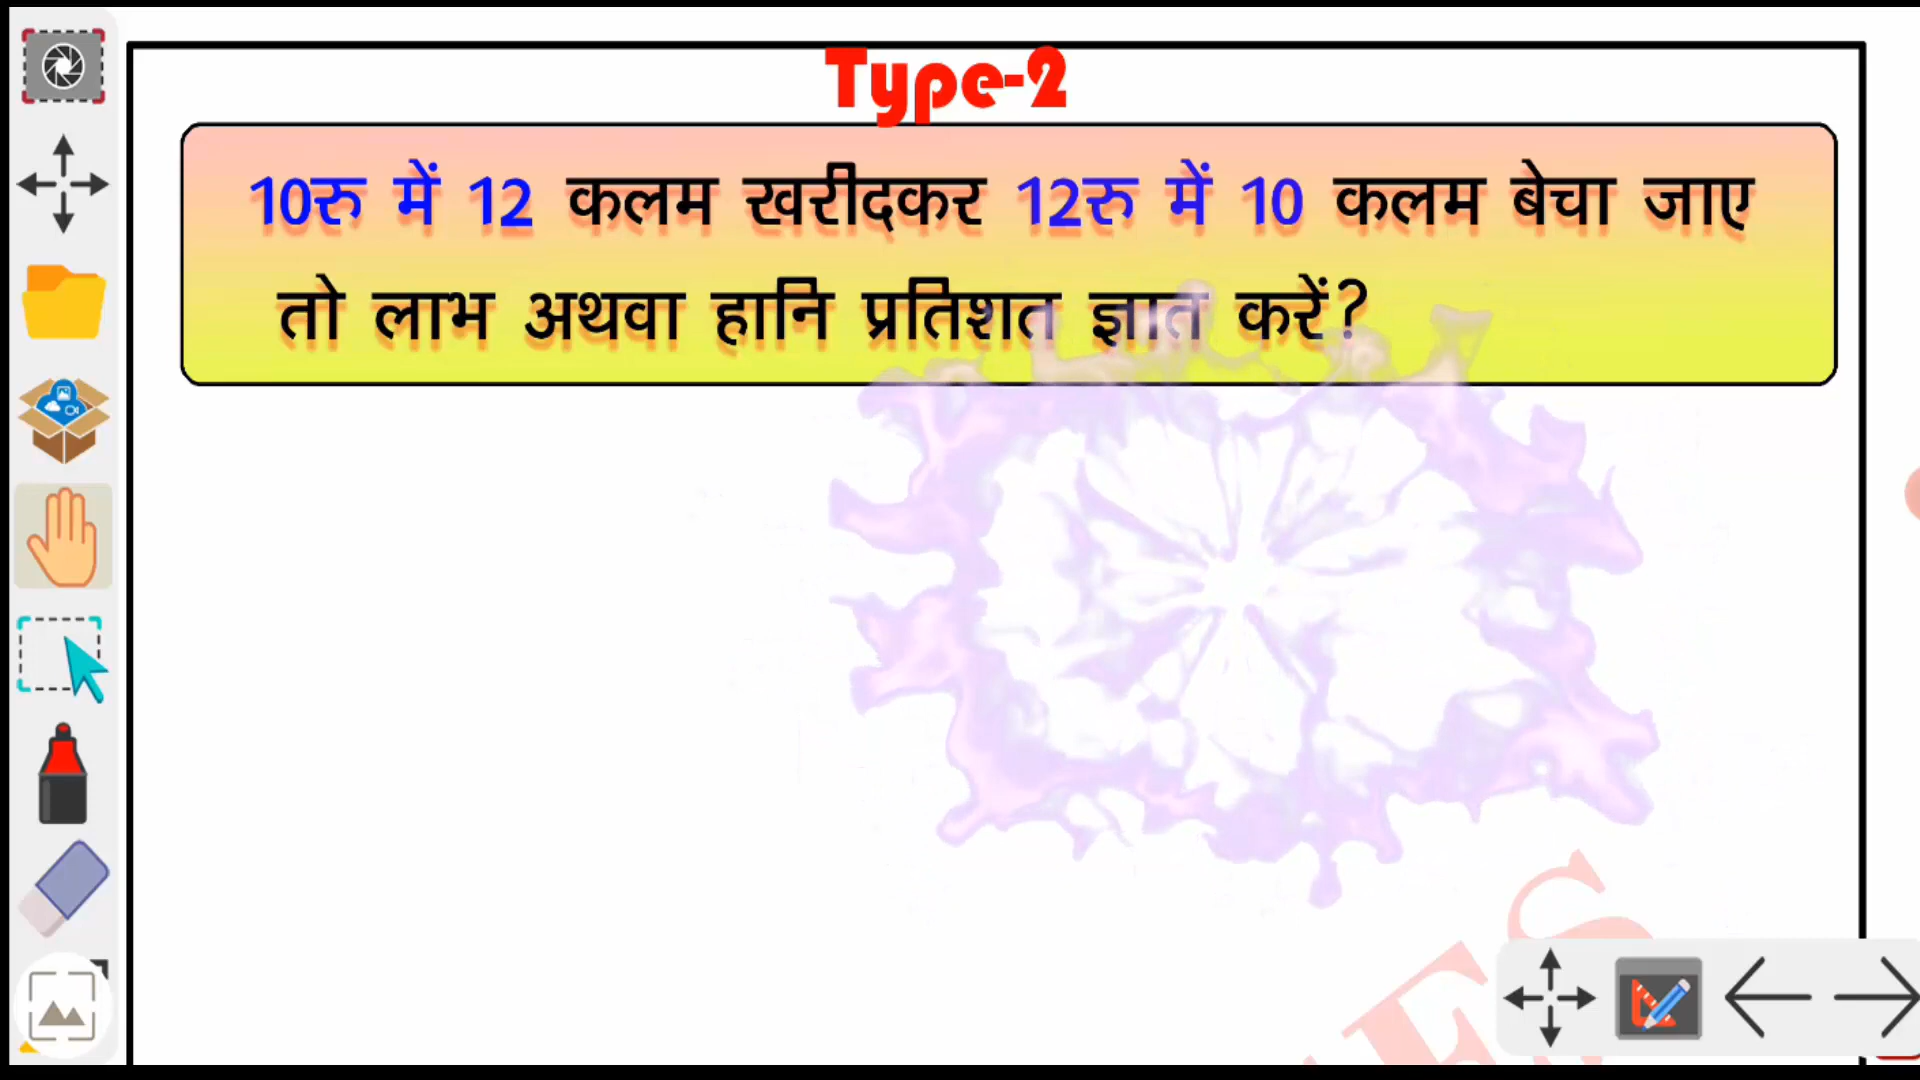 Type-2
10रु में 12 कलम खरीदकर 12रु में 10 कलम बेचा जाए
तो लाभ अथवा हानि प्रतिशत ज्ञात करें?